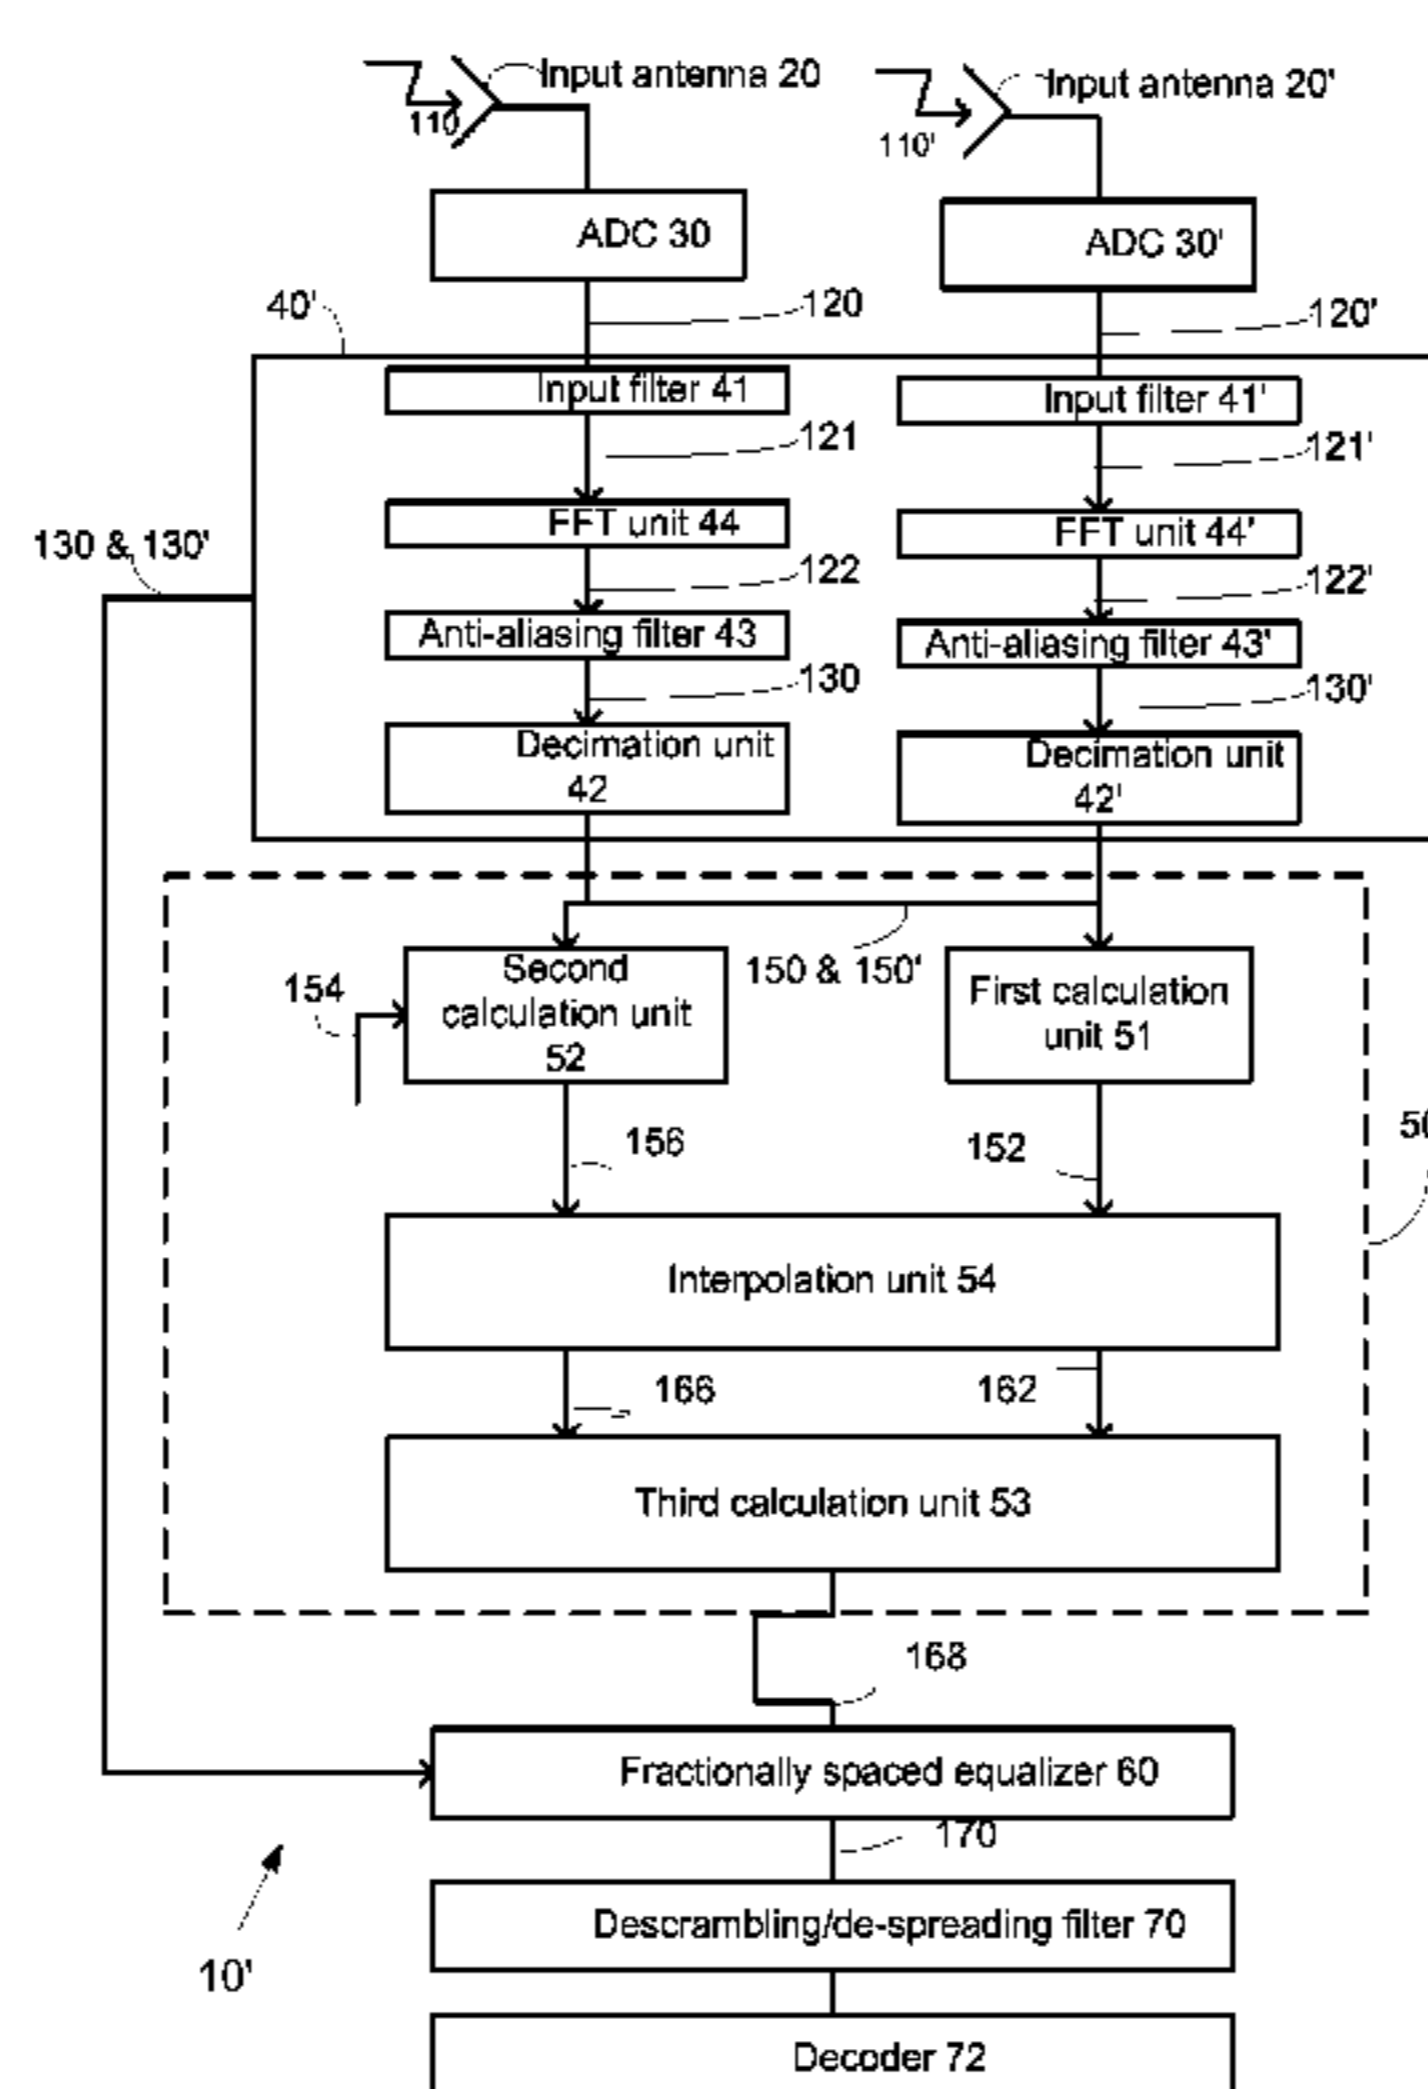 Input antenna 20
Input antenna 20'
110
110'
ADC 30
ADC 30'
40'
120
120'
Input filter 41
Input filter 41'
121
121'
FFT unit 44
FFT unit 44'
130 & 130'
122
122'
Anti-aliasing filter 43
Anti-aliasing filter 43'
130
130'
Decimation unit
42
Decimation unit
42'
150 & 150'
154
Second
calculation unit
52
First calculation
unit 51
156
152
Interpolation unit 54
166
162
Third calculation unit 53
168
Fractionally spaced equalizer 60
170
Descrambling/de-spreading filter 70
10'
Decoder 72